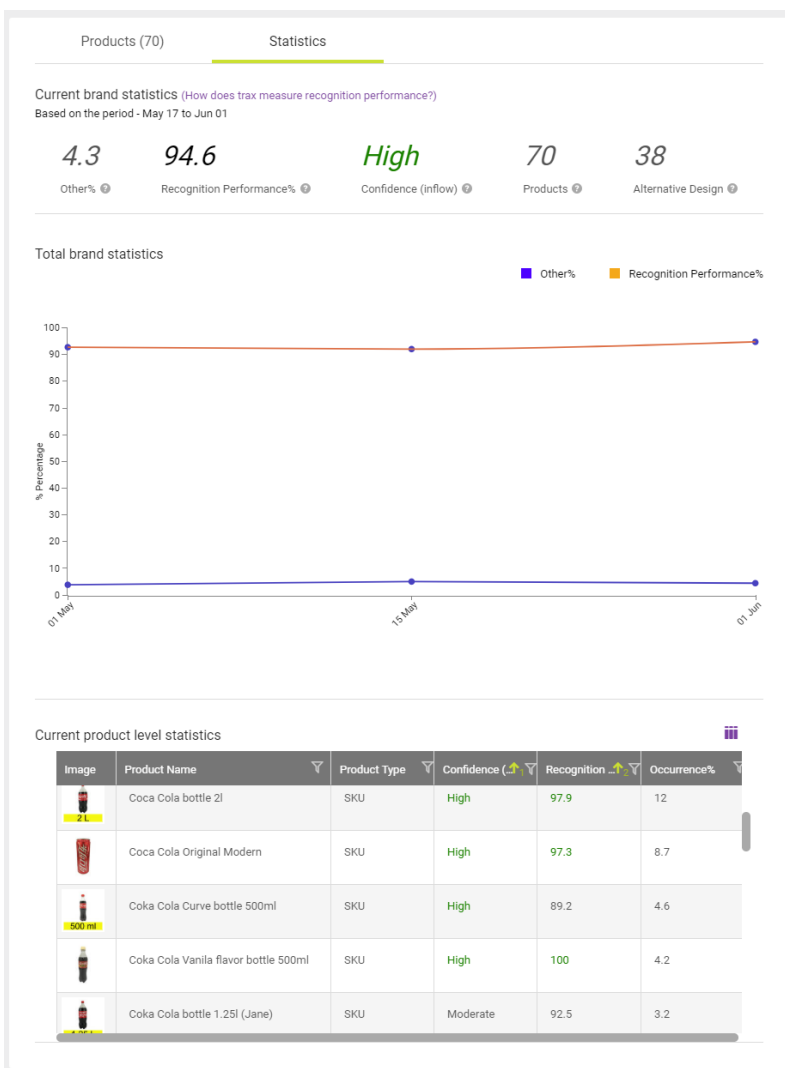 Products (70) Statistics
Current brand statistics (How does trax measure recognition performance?)
Based on the period - May 17 to Jun 01
4.3 94.6 High 70 38
Other% Recognition Performance% Confidence (inflow) Products Alternative Design
Total brand statistics
Other% Recognition Performance%
100
90
80
70
60
50
40
30
20
10
0
% Percentage
01 May 15 May 01 Jun
Current product level statistics
Image Product Name Product Type Confidence (.. 1 Recognition ... 2 Occurrence%
Coca Cola bottle 2l SKU High 97.9 12
2 L
Coca Cola Original Modern SKU High 97.3 8.7
Coka Cola Curve bottle 500ml SKU High 89.2 4.6
500 ml
Coka Cola Vanila flavor bottle 500ml SKU High 100 4.2
Coka Cola bottle 1.25l (Jane) SKU Moderate 92.5 3.2